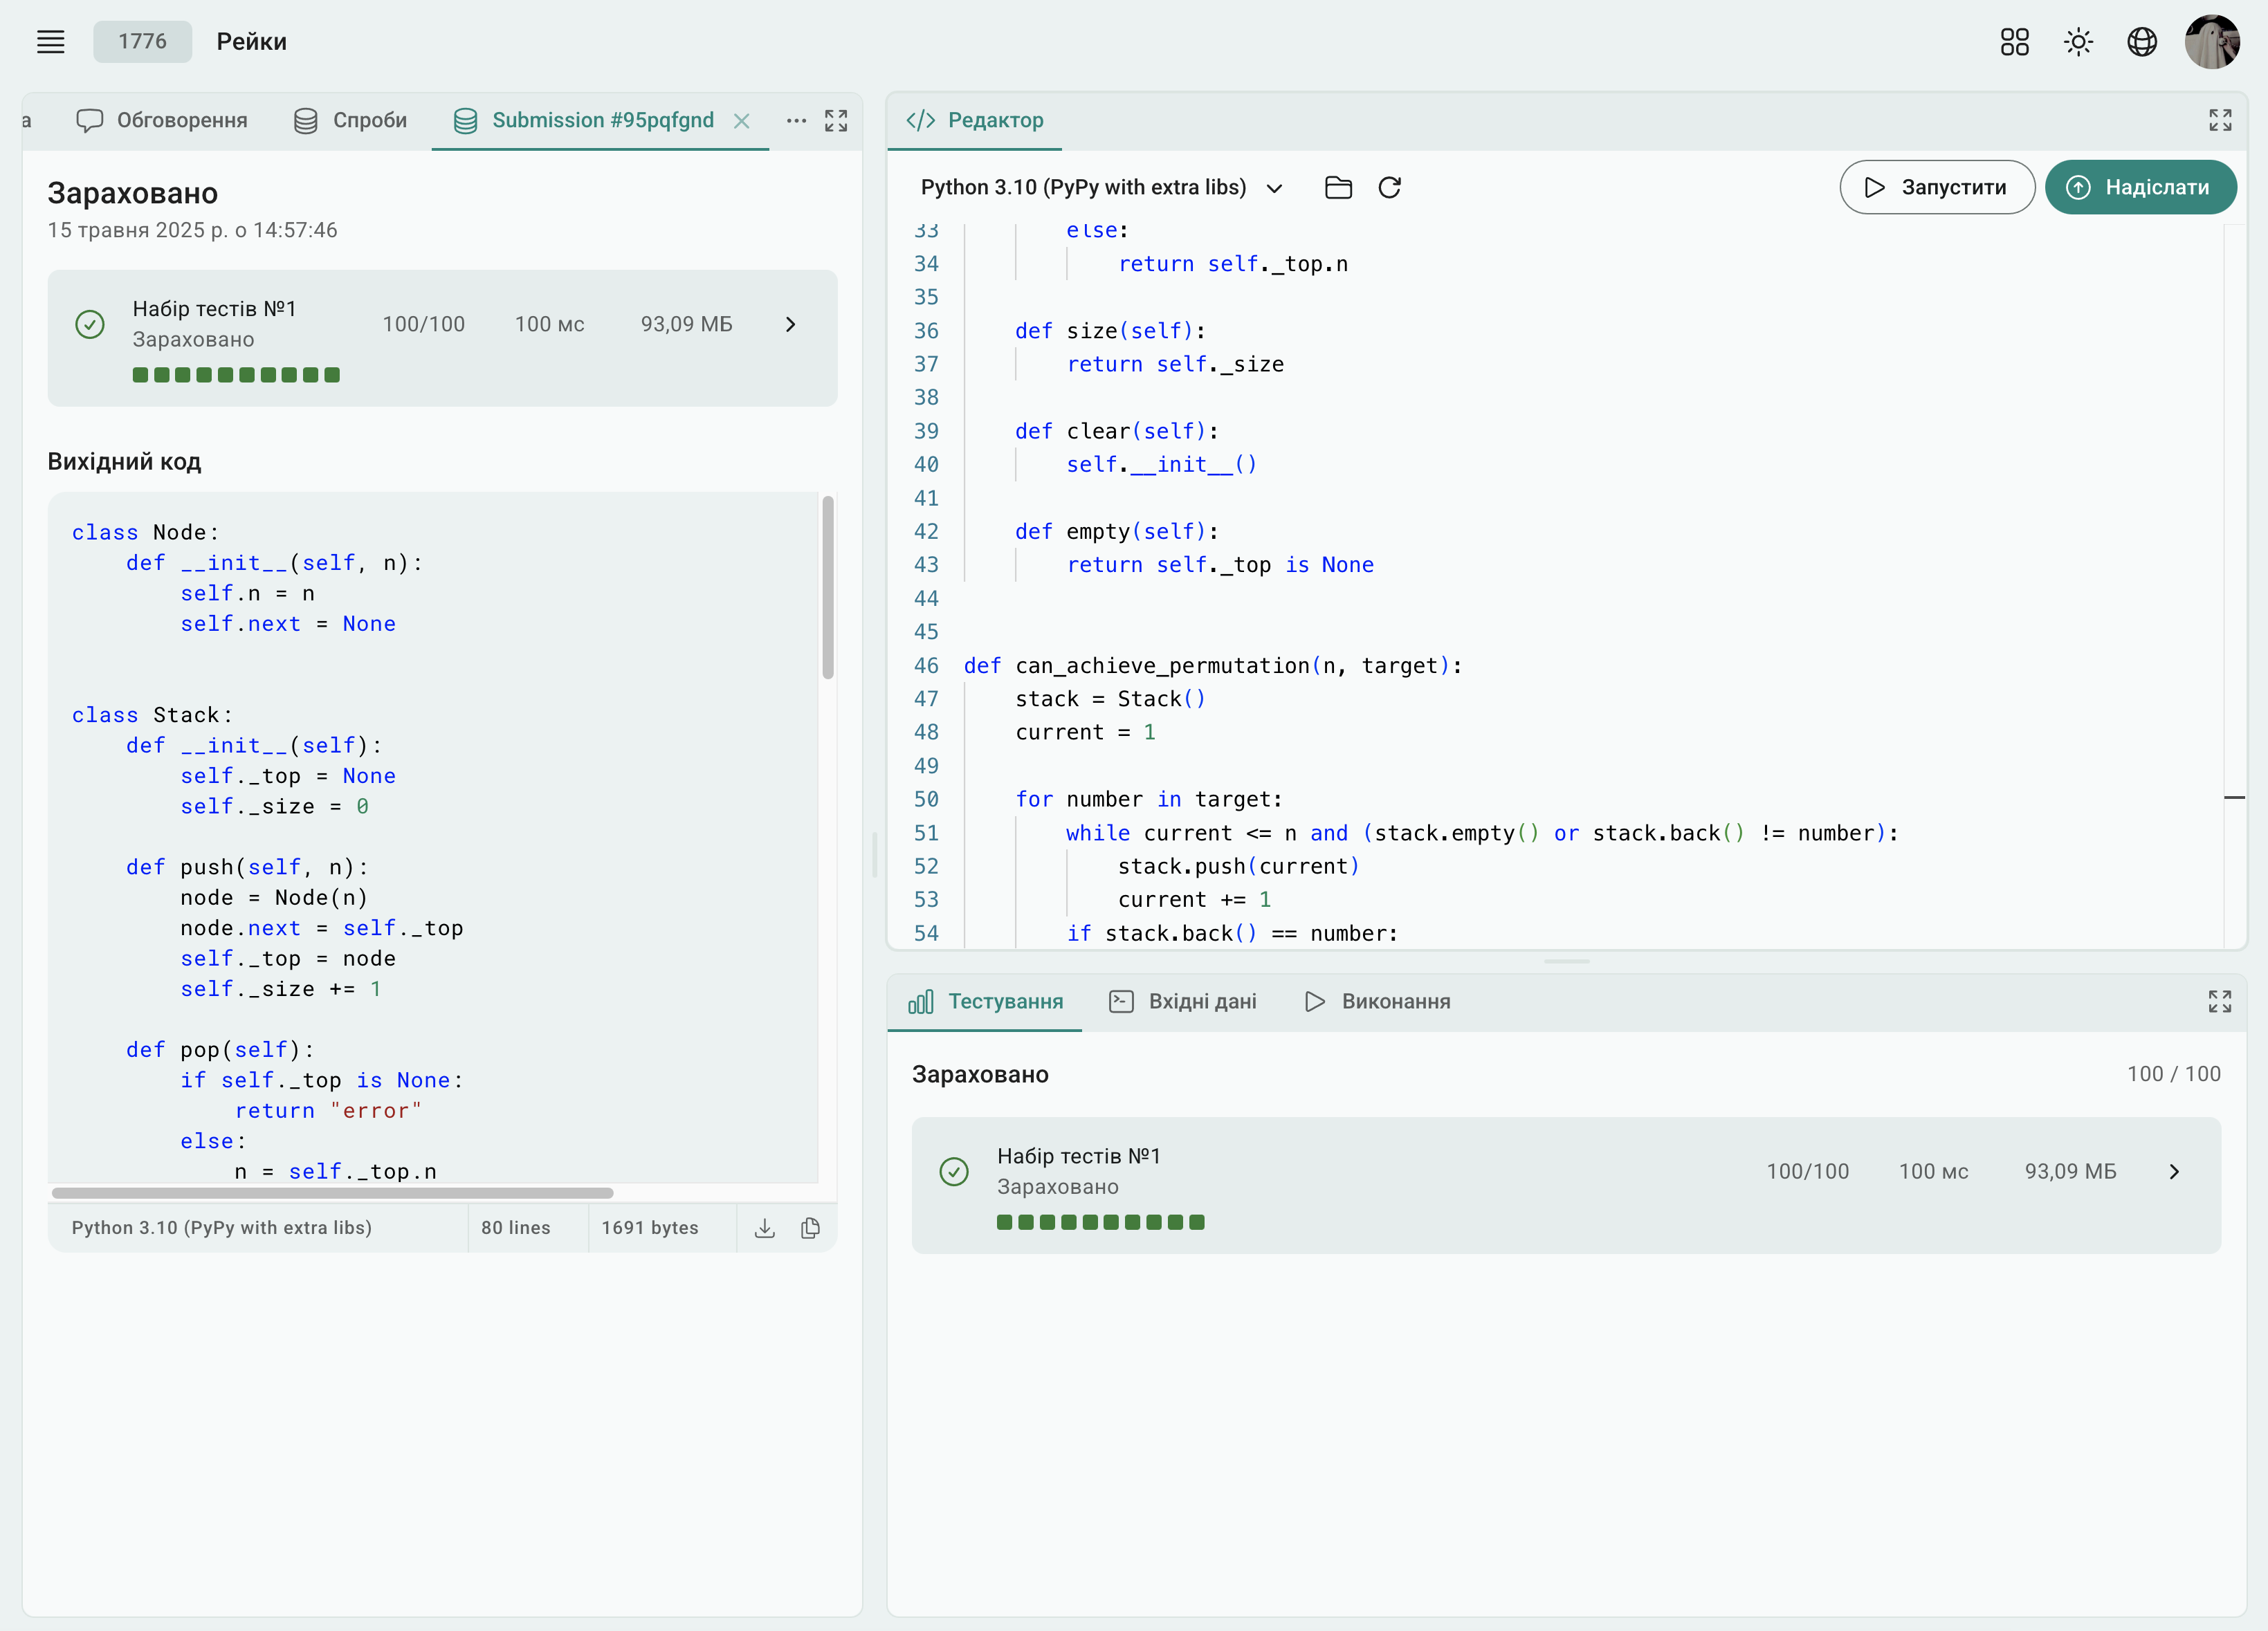 1776 Рейки
а Обговорення Спроби Submission #95pqfgnd
Зараховано
15 травня 2025 р. о 14:57:46
Набір тестів №1
Зараховано
100/100 100 мс 93,09 МБ
Вихідний код
class Node:
    def __init__(self, n):
        self.n = n
        self.next = None
class Stack:
    def __init__(self):
        self._top = None
        self._size = 0
    def push(self, n):
        node = Node(n)
        node.next = self._top
        self._top = node
        self._size += 1
    def pop(self):
        if self._top is None:
            return "error"
        else:
            n = self._top.n
Python 3.10 (PyPy with extra libs) 80 lines 1691 bytes
Редактор
Python 3.10 (PyPy with extra libs) Запустити Надіслати
33         else:
34             return self._top.n
35
36     def size(self):
37         return self._size
38
39     def clear(self):
40         self.__init__()
41
42     def empty(self):
43         return self._top is None
44
45
46 def can_achieve_permutation(n, target):
47     stack = Stack()
48     current = 1
49
50     for number in target:
51         while current <= n and (stack.empty() or stack.back() != number):
52             stack.push(current)
53             current += 1
54         if stack.back() == number:
Тестування Вхідні дані Виконання
Зараховано 100 / 100
Набір тестів №1
Зараховано
100/100 100 мс 93,09 МБ